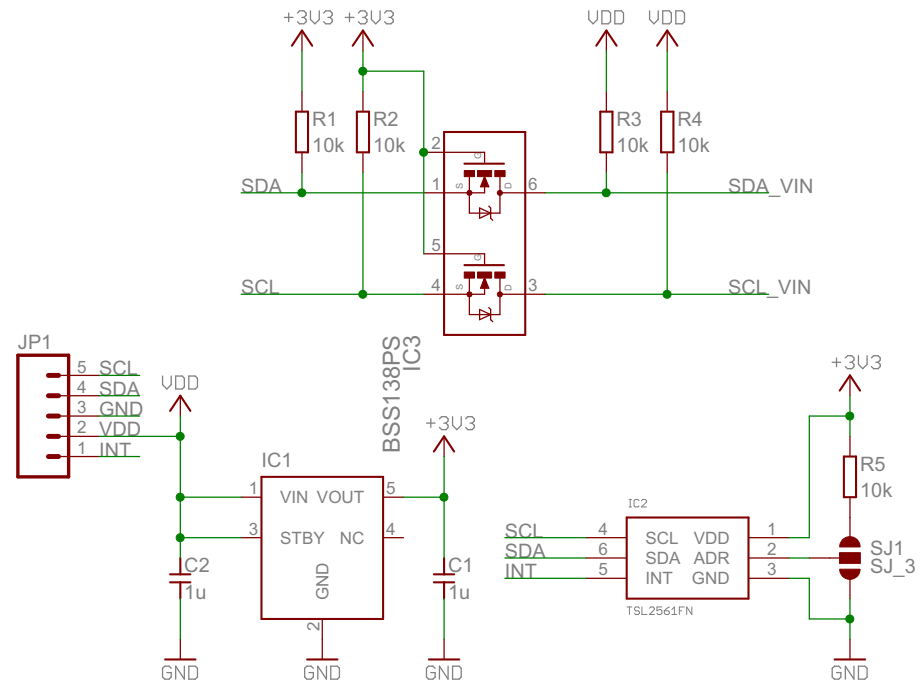 +3V3
+3V3
VDD
VDD
R1
10k
R2
10k
R3
10k
R4
10k
2
G
SDA
1
S
D
6
SDA_VIN
5
G
SCL
4
S
D
3
SCL_VIN
BSS138PS
IC3
JP1
5 SCL
4 SDA
3 GND
2 VDD
1 INT
VDD
+3V3
IC1
1 VIN VOUT 5
3 STBY NC 4
GND
2
C2
1u
C1
1u
GND
GND
GND
+3V3
R5
10k
IC2
SCL 4 SCL VDD 1
SDA 6 SDA ADR 2
INT 5 INT GND 3
TSL2561FN
SJ1
SJ_3
GND